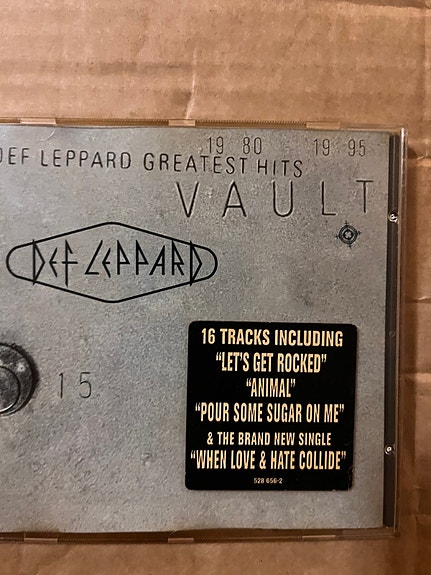 19 80 19 95
DEF LEPPARD GREATEST HITS
VAULT
DEF LEPPARD
15
16 TRACKS INCLUDING
"LET'S GET ROCKED"
"ANIMAL"
"POUR SOME SUGAR ON ME"
& THE BRAND NEW SINGLE
"WHEN LOVE & HATE COLLIDE"
528 656-2